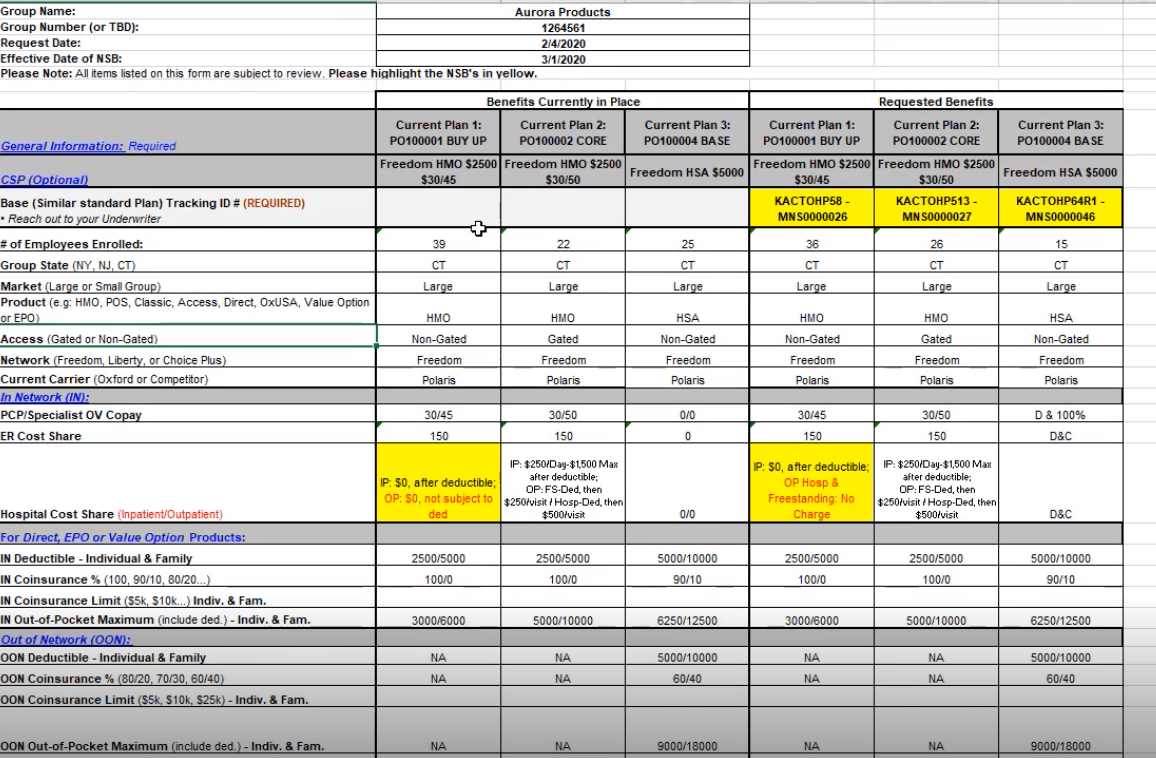 Group Name: Aurora Products
Group Number (or TBD): 1264561
Request Date: 2/4/2020
Effective Date of NSB: 3/1/2020
Please Note: All items listed on this form are subject to review. Please highlight the NSB's in yellow.
Benefits Currently in Place Requested Benefits
General Information: Required Current Plan 1: PO100001 BUY UP Current Plan 2: PO100002 CORE Current Plan 3: PO100004 BASE Current Plan 1: PO100001 BUY UP Current Plan 2: PO100002 CORE Current Plan 3: PO100004 BASE
CSP (Optional) Freedom HMO $2500 $30/45 Freedom HMO $2500 $30/50 Freedom HSA $5000 Freedom HMO $2500 $30/45 Freedom HMO $2500 $30/50 Freedom HSA $5000
Base (Similar standard Plan) Tracking ID # (REQUIRED) KACTOHP58 - MNS0000026 KACTOHP513 - MNS0000027 KACTOHP64R1 - MNS0000046
• Reach out to your Underwriter
# of Employees Enrolled: 39 22 25 36 26 15
Group State (NY, NJ, CT) CT CT CT CT CT CT
Market (Large or Small Group) Large Large Large Large Large Large
Product (e.g: HMO, POS, Classic, Access, Direct, OxUSA, Value Option or EPO) HMO HMO HSA HMO HMO HSA
Access (Gated or Non-Gated) Non-Gated Gated Non-Gated Non-Gated Gated Non-Gated
Network (Freedom, Liberty, or Choice Plus) Freedom Freedom Freedom Freedom Freedom Freedom
Current Carrier (Oxford or Competitor) Polaris Polaris Polaris Polaris Polaris Polaris
In Network (IN):
PCP/Specialist OV Copay 30/45 30/50 0/0 30/45 30/50 D & 100%
ER Cost Share 150 150 0 150 150 D&C
Hospital Cost Share (Inpatient/Outpatient) IP: $0, after deductible; OP: $0, not subject to ded IP: $250/Day-$1,500 Max after deductible; OP: FS-Ded, then $250/visit / Hosp-Ded, then $500/visit 0/0 IP: $0, after deductible; OP Hosp & Freestanding: No Charge IP: $250/Day-$1,500 Max after deductible; OP: FS-Ded, then $250/visit / Hosp-Ded, then $500/visit D&C
For Direct, EPO or Value Option Products:
IN Deductible - Individual & Family 2500/5000 2500/5000 5000/10000 2500/5000 2500/5000 5000/10000
IN Coinsurance % (100, 90/10, 80/20...) 100/0 100/0 90/10 100/0 100/0 90/10
IN Coinsurance Limit ($5k, $10k...) Indiv. & Fam.
IN Out-of-Pocket Maximum (include ded.) - Indiv. & Fam. 3000/6000 5000/10000 6250/12500 3000/6000 5000/10000 6250/12500
Out of Network (OON):
OON Deductible - Individual & Family NA NA 5000/10000 NA NA 5000/10000
OON Coinsurance % (80/20, 70/30, 60/40) NA NA 60/40 NA NA 60/40
OON Coinsurance Limit ($5k, $10k, $25k) - Indiv. & Fam.
OON Out-of-Pocket Maximum (include ded.) - Indiv. & Fam. NA NA 9000/18000 NA NA 9000/18000